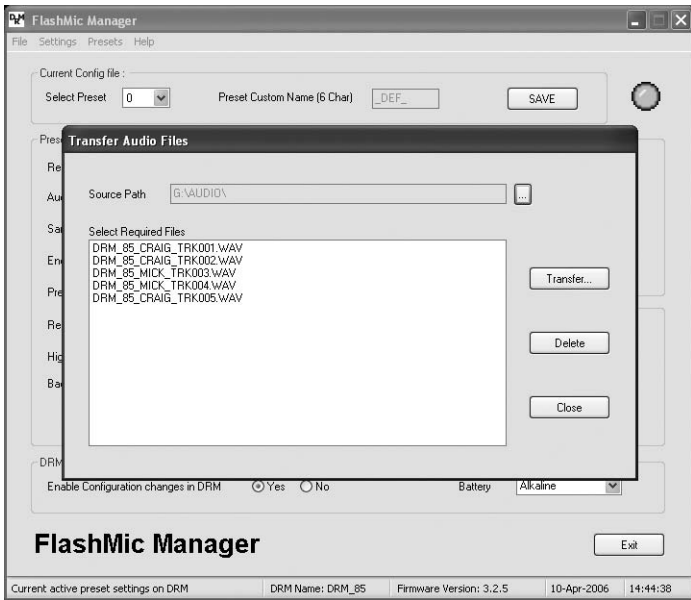 DRM FlashMic Manager
File Settings Presets Help
Current Config file :
Select Preset 0 Preset Custom Name (6 Char) _DEF_ SAVE
Transfer Audio Files
Source Path G:\AUDIO\ ...
Select Required Files
DRM_85_CRAIG_TRK001.WAV
DRM_85_CRAIG_TRK002.WAV
DRM_85_MICK_TRK003.WAV
DRM_85_MICK_TRK004.WAV
DRM_85_CRAIG_TRK005.WAV
Transfer...
Delete
Close
DRM
Enable Configuration changes in DRM Yes No Battery Alkaline
FlashMic Manager Exit
Current active preset settings on DRM DRM Name: DRM_85 Firmware Version: 3.2.5 10-Apr-2006 14:44:38